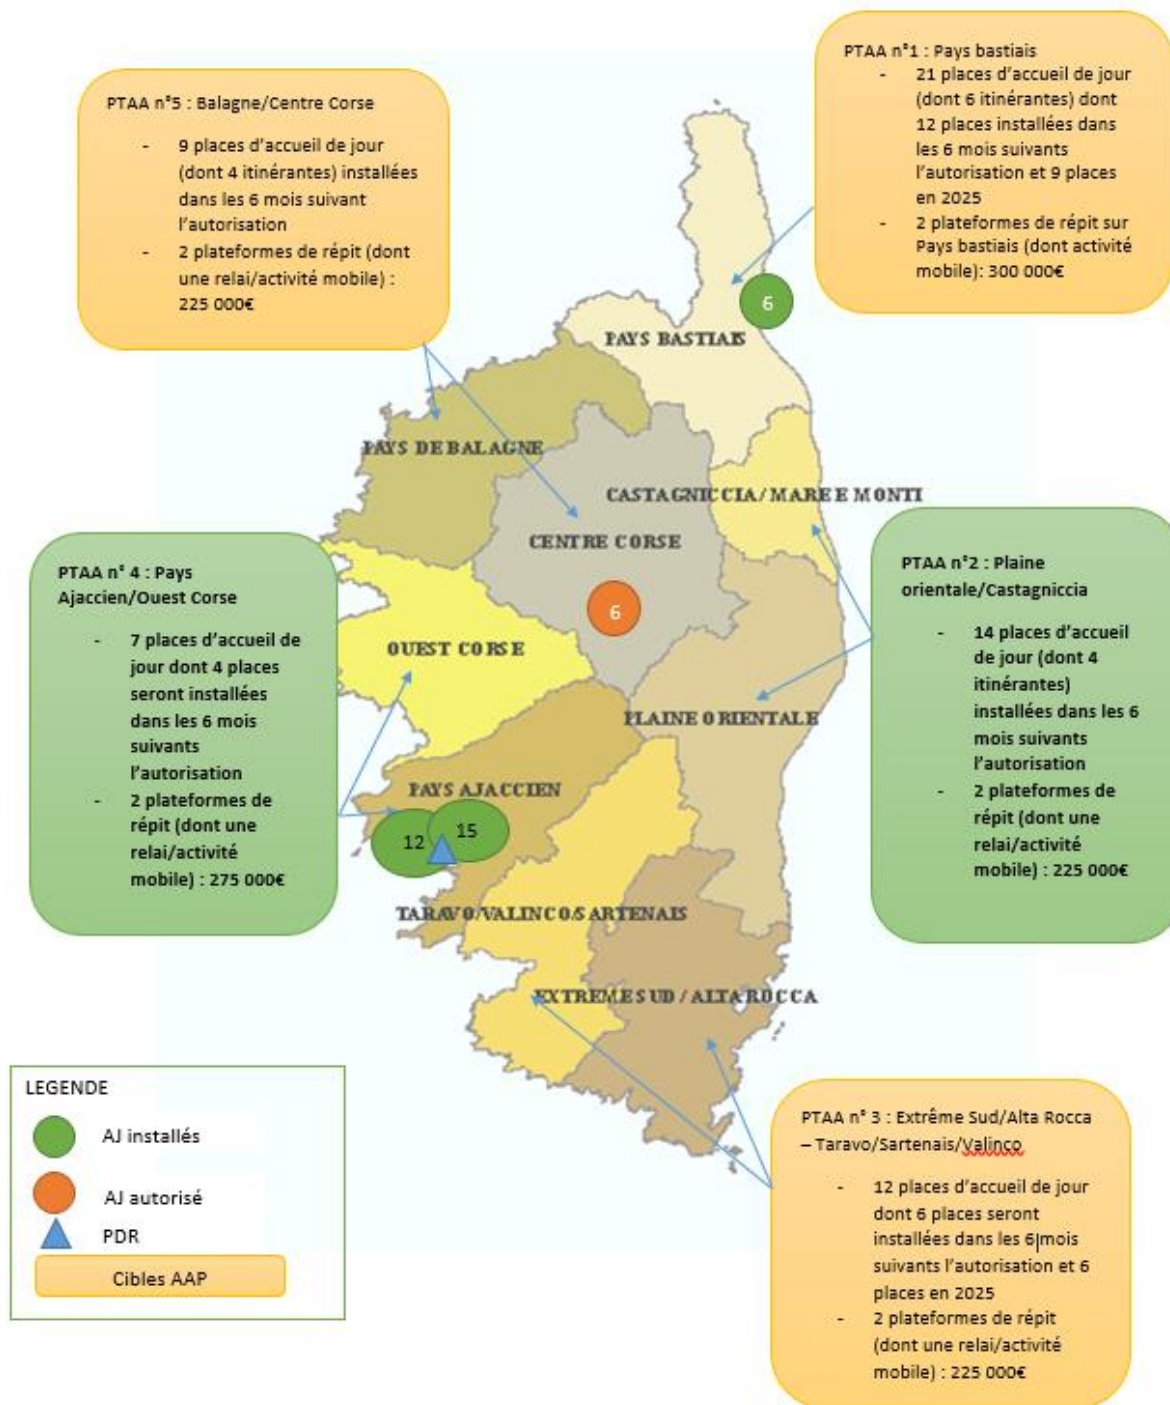 PTAA n°1 : Pays bastiais
- 21 places d'accueil de jour
(dont 6 itinérantes) dont
12 places installées dans
les 6 mois suivants
l'autorisation et 9 places
en 2025
- 2 plateformes de répit sur
Pays bastiais (dont activité
mobile): 300 000€
PTAA n°5 : Balagne/Centre Corse
- 9 places d'accueil de jour
(dont 4 itinérantes) installées
dans les 6 mois suivant
l'autorisation
- 2 plateformes de répit (dont
une relai/activité mobile) :
225 000€
6
PAYS BASTIAIS
PAYS DE BALAGNE
CASTAGNICCIA / MARE E MONTI
CENTRE CORSE
6
OUEST CORSE
PLAINE ORIENTALE
PAYS AJACCIEN
12
15
TARAVO/VALINCO/SARTENAIS
EXTREME SUD / ALTA ROCCA
PTAA n° 4 : Pays
Ajaccien/Ouest Corse
- 7 places d'accueil de
jour dont 4 places
seront installées
dans les 6 mois
suivants
l'autorisation
- 2 plateformes de
répit (dont une
relai/activité
mobile) : 275 000€
PTAA n°2 : Plaine
orientale/Castagniccia
- 14 places d'accueil
de jour (dont 4
itinérantes)
installées dans les 6
mois suivants
l'autorisation
- 2 plateformes de
répit (dont une
relai/activité
mobile) : 225 000€
LEGENDE
AJ installés
AJ autorisé
PDR
Cibles AAP
PTAA n° 3 : Extrême Sud/Alta Rocca
– Taravo/Sartenais/Valinco
- 12 places d'accueil de jour
dont 6 places seront
installées dans les 6 mois
suivants l'autorisation et 6
places en 2025
- 2 plateformes de répit
(dont une relai/activité
mobile) : 225 000€